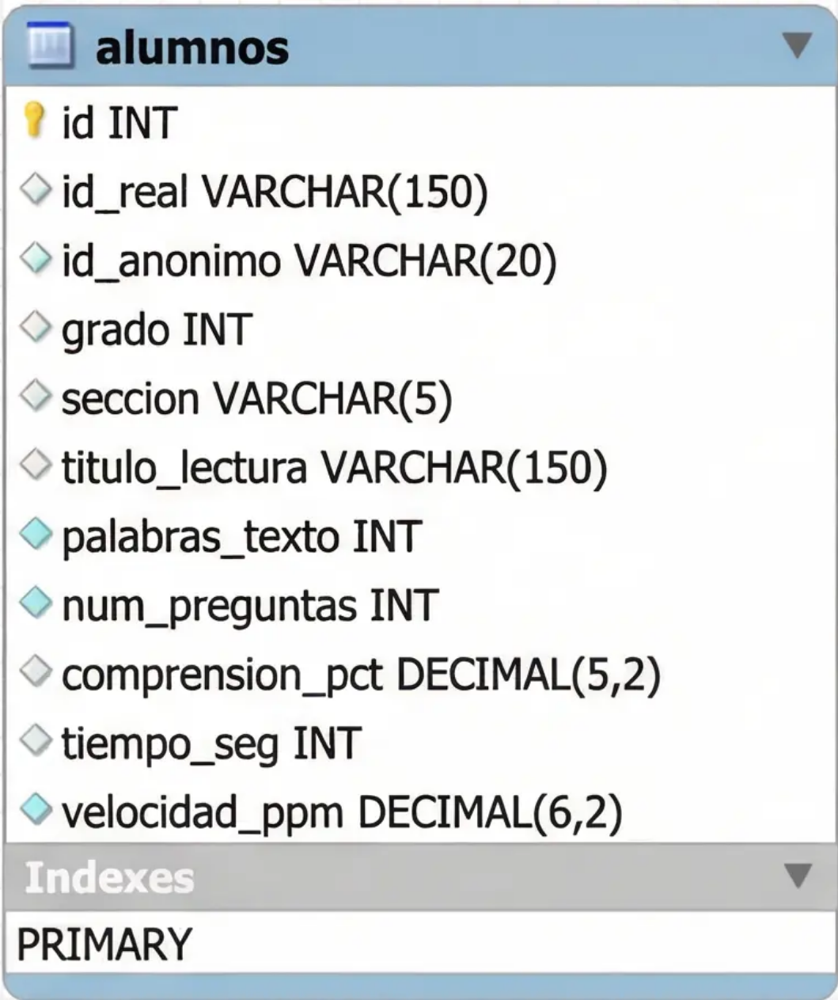 alumnos
id INT
id_real VARCHAR(150)
id_anonimo VARCHAR(20)
grado INT
seccion VARCHAR(5)
titulo_lectura VARCHAR(150)
palabras_texto INT
num_preguntas INT
comprension_pct DECIMAL(5,2)
tiempo_seg INT
velocidad_ppm DECIMAL(6,2)
Indexes
PRIMARY